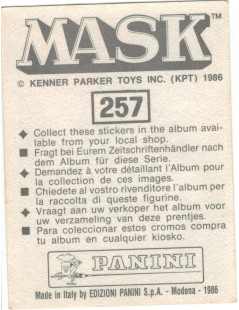 MASK™
© KENNER PARKER TOYS INC. (KPT) 1986
257
◆ Collect these stickers in the album avai-
lable from your local shop.
■ Fragt bei Eurem Zeitschriftenhändler nach
dem Album für diese Serie.
◆ Demandez à votre détaillant l'Album pour
la collection de ces images.
■ Chiedete al vostro rivenditore l'album per
la raccolta di queste figurine.
◆ Vraagt aan uw verkoper het album voor
uw verzameling van deze prentjes.
■ Para coleccionar estos cromos compra
tu album en cualquier kiosko.
PANINI
Made in Italy by EDIZIONI PANINI S.p.A. - Modena - 1986